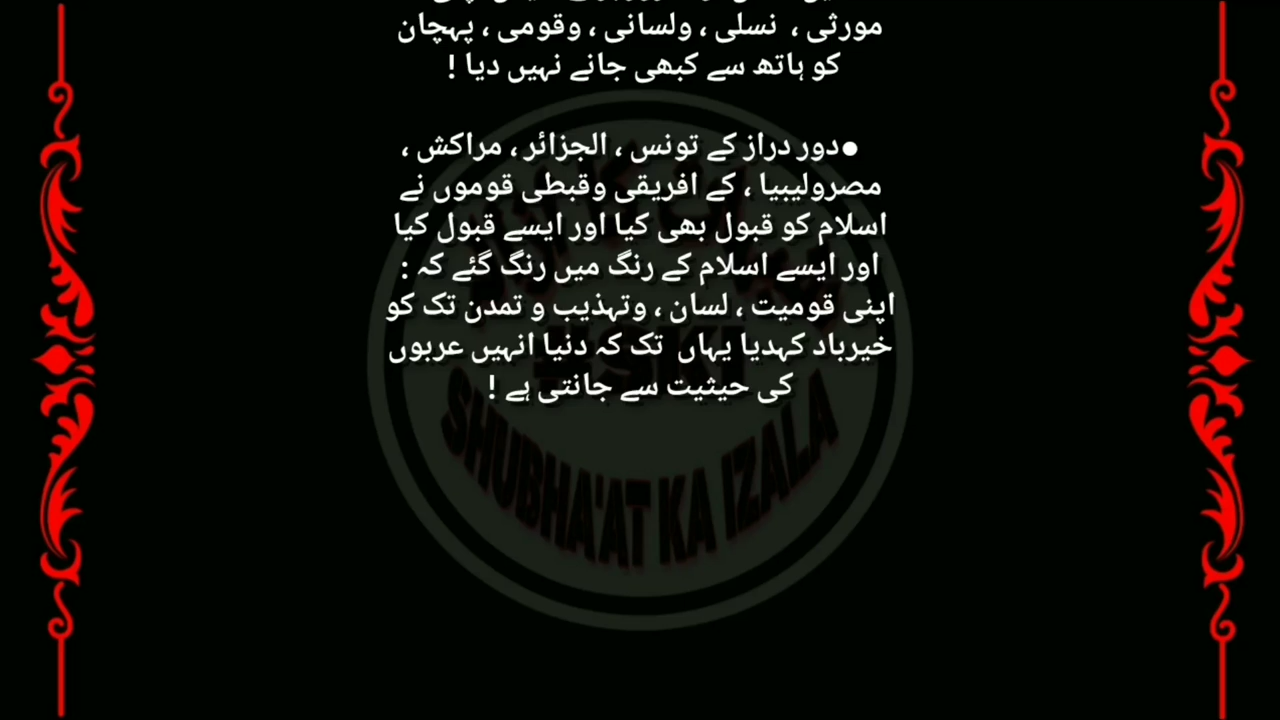 مورثی ، نسلی ، ولسانی ، وقومی ، پہچان
کو ہاتھ سے کبھی جانے نہیں دیا !
●دور دراز کے تونس ، الجزائر ، مراکش ،
مصرولیبیا ، کے افریقی وقبطی قوموں نے
اسلام کو قبول بھی کیا اور ایسے قبول کیا
اور ایسے اسلام کے رنگ میں رنگ گئے کہ :
اپنی قومیت ، لسان ، وتہذیب و تمدن تک کو
خیرباد کہدیا یہاں تک کہ دنیا انہیں عربوں
کی حیثیت سے جانتی ہے !
SHUBHA'AT KA IZALA